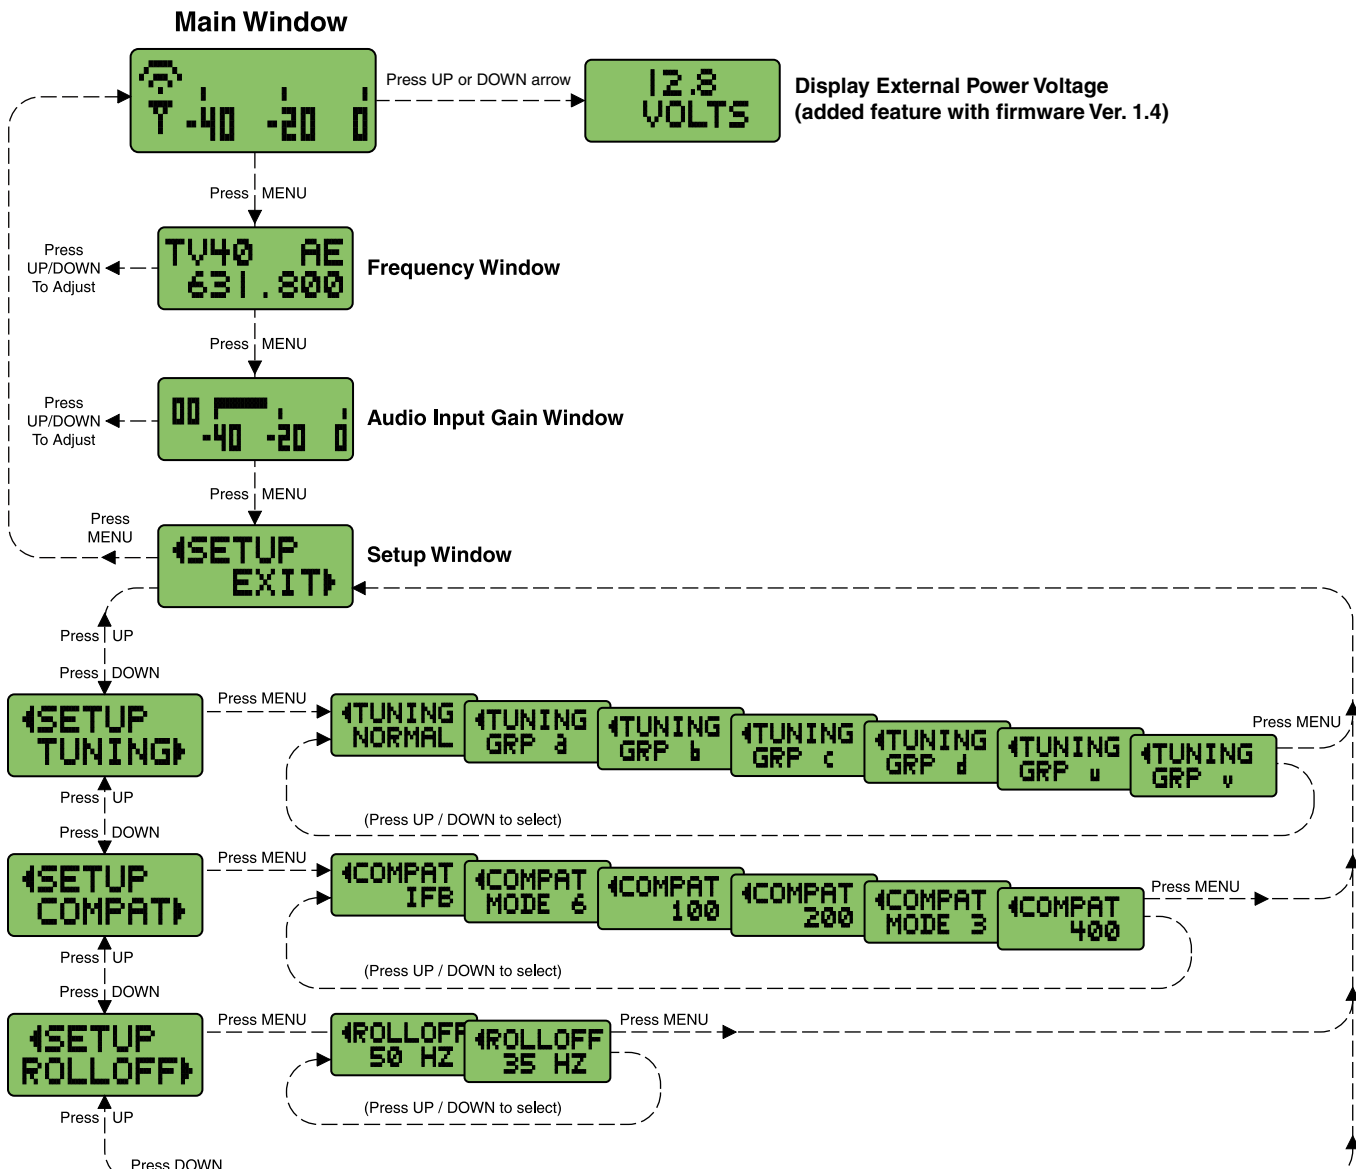 Main Window
-40 -20 0
Press UP or DOWN arrow
12.8
VOLTS
Display External Power Voltage
(added feature with firmware Ver. 1.4)
Press MENU
Press
UP/DOWN
To Adjust
TV40 AE
631.800
Frequency Window
Press MENU
Press
UP/DOWN
To Adjust
00
-40 -20 0
Audio Input Gain Window
Press MENU
Press
MENU
SETUP
EXIT
Setup Window
Press UP
Press DOWN
SETUP
TUNING
Press MENU
TUNING
NORMAL
TUNING
GRP a
TUNING
GRP b
TUNING
GRP c
TUNING
GRP d
TUNING
GRP u
TUNING
GRP v
Press MENU
(Press UP / DOWN to select)
Press UP
Press DOWN
SETUP
COMPAT
Press MENU
COMPAT
IFB
COMPAT
MODE 6
COMPAT
100
COMPAT
200
COMPAT
MODE 3
COMPAT
400
Press MENU
(Press UP / DOWN to select)
Press UP
Press DOWN
SETUP
ROLLOFF
Press MENU
ROLLOFF
50 HZ
ROLLOFF
35 HZ
Press MENU
(Press UP / DOWN to select)
Press UP
Press DOWN